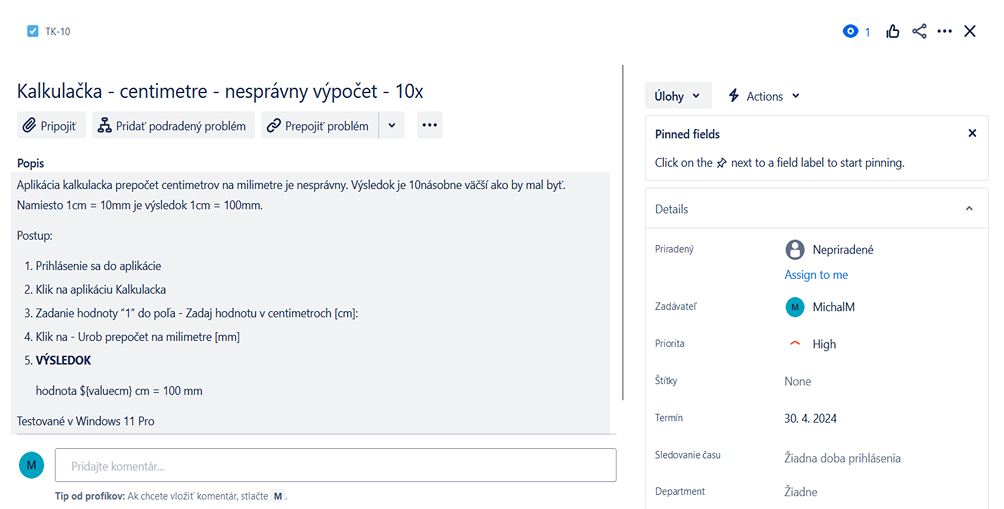 TK-10
1
Kalkulačka - centimetre - nesprávny výpočet - 10x
Pripojiť
Pridať podradený problém
Prepojiť problém
Popis
Aplikácia kalkulacka prepočet centimetrov na milimetre je nesprávny. Výsledok je 10násobne väčší ako by mal byť.
Namiesto 1cm = 10mm je výsledok 1cm = 100mm.
Postup:
1. Prihlásenie sa do aplikácie
2. Klik na aplikáciu Kalkulacka
3. Zadanie hodnoty “1” do poľa - Zadaj hodnotu v centimetroch [cm]:
4. Klik na - Urob prepočet na milimetre [mm]
5. VÝSLEDOK
hodnota ${valuecm} cm = 100 mm
Testované v Windows 11 Pro
M
Pridajte komentár...
Tip od profíkov: Ak chcete vložiť komentár, stlačte M .
Úlohy
Actions
Pinned fields
Click on the next to a field label to start pinning.
Details
Priradený
Nepriradené
Assign to me
Zadávateľ
M
MichalM
Priorita
High
Štítky
None
Termín
30. 4. 2024
Sledovanie času
Žiadna doba prihlásenia
Department
Žiadne